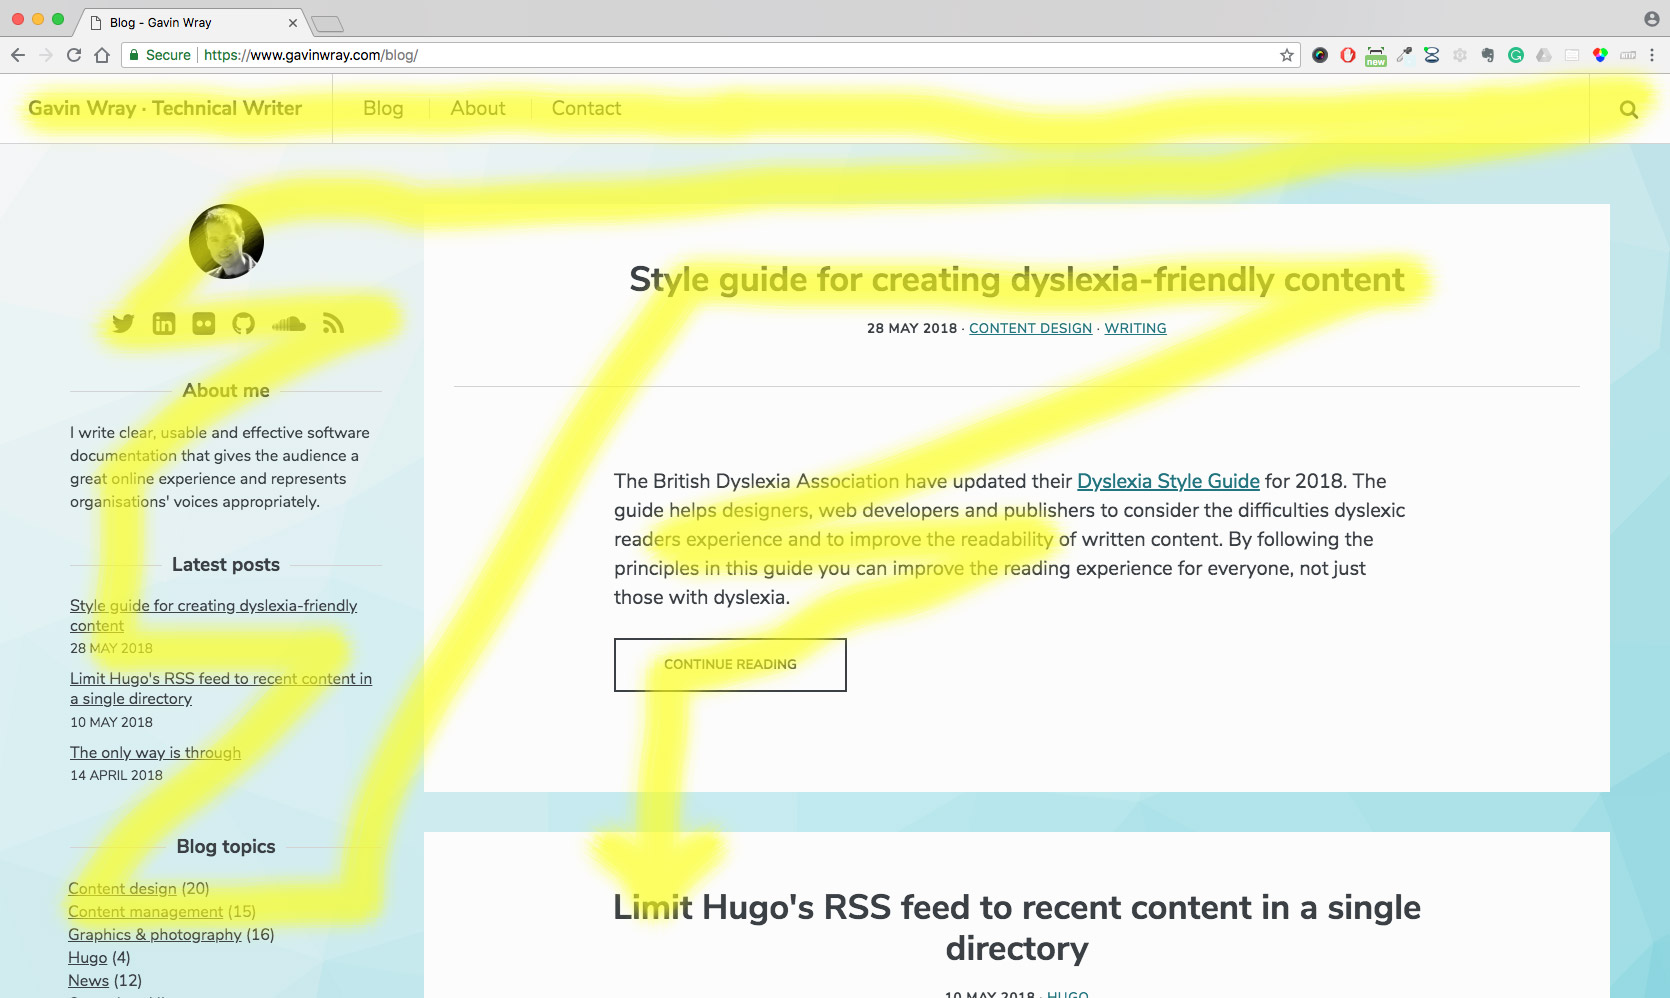 Blog - Gavin Wray
Secure https://www.gavinwray.com/blog/
new
Gavin Wray · Technical Writer
Blog
About
Contact
About me
I write clear, usable and effective software
documentation that gives the audience a
great online experience and represents
organisations' voices appropriately.
Latest posts
Style guide for creating dyslexia-friendly
content
28 MAY 2018
Limit Hugo's RSS feed to recent content in
a single directory
10 MAY 2018
The only way is through
14 APRIL 2018
Blog topics
Content design (20)
Content management (15)
Graphics & photography (16)
Hugo (4)
News (12)
Style guide for creating dyslexia-friendly content
28 MAY 2018 · CONTENT DESIGN · WRITING
The British Dyslexia Association have updated their Dyslexia Style Guide for 2018. The
guide helps designers, web developers and publishers to consider the difficulties dyslexic
readers experience and to improve the readability of written content. By following the
principles in this guide you can improve the reading experience for everyone, not just
those with dyslexia.
CONTINUE READING
Limit Hugo's RSS feed to recent content in a single
directory
10 MAY 2018 · HUGO